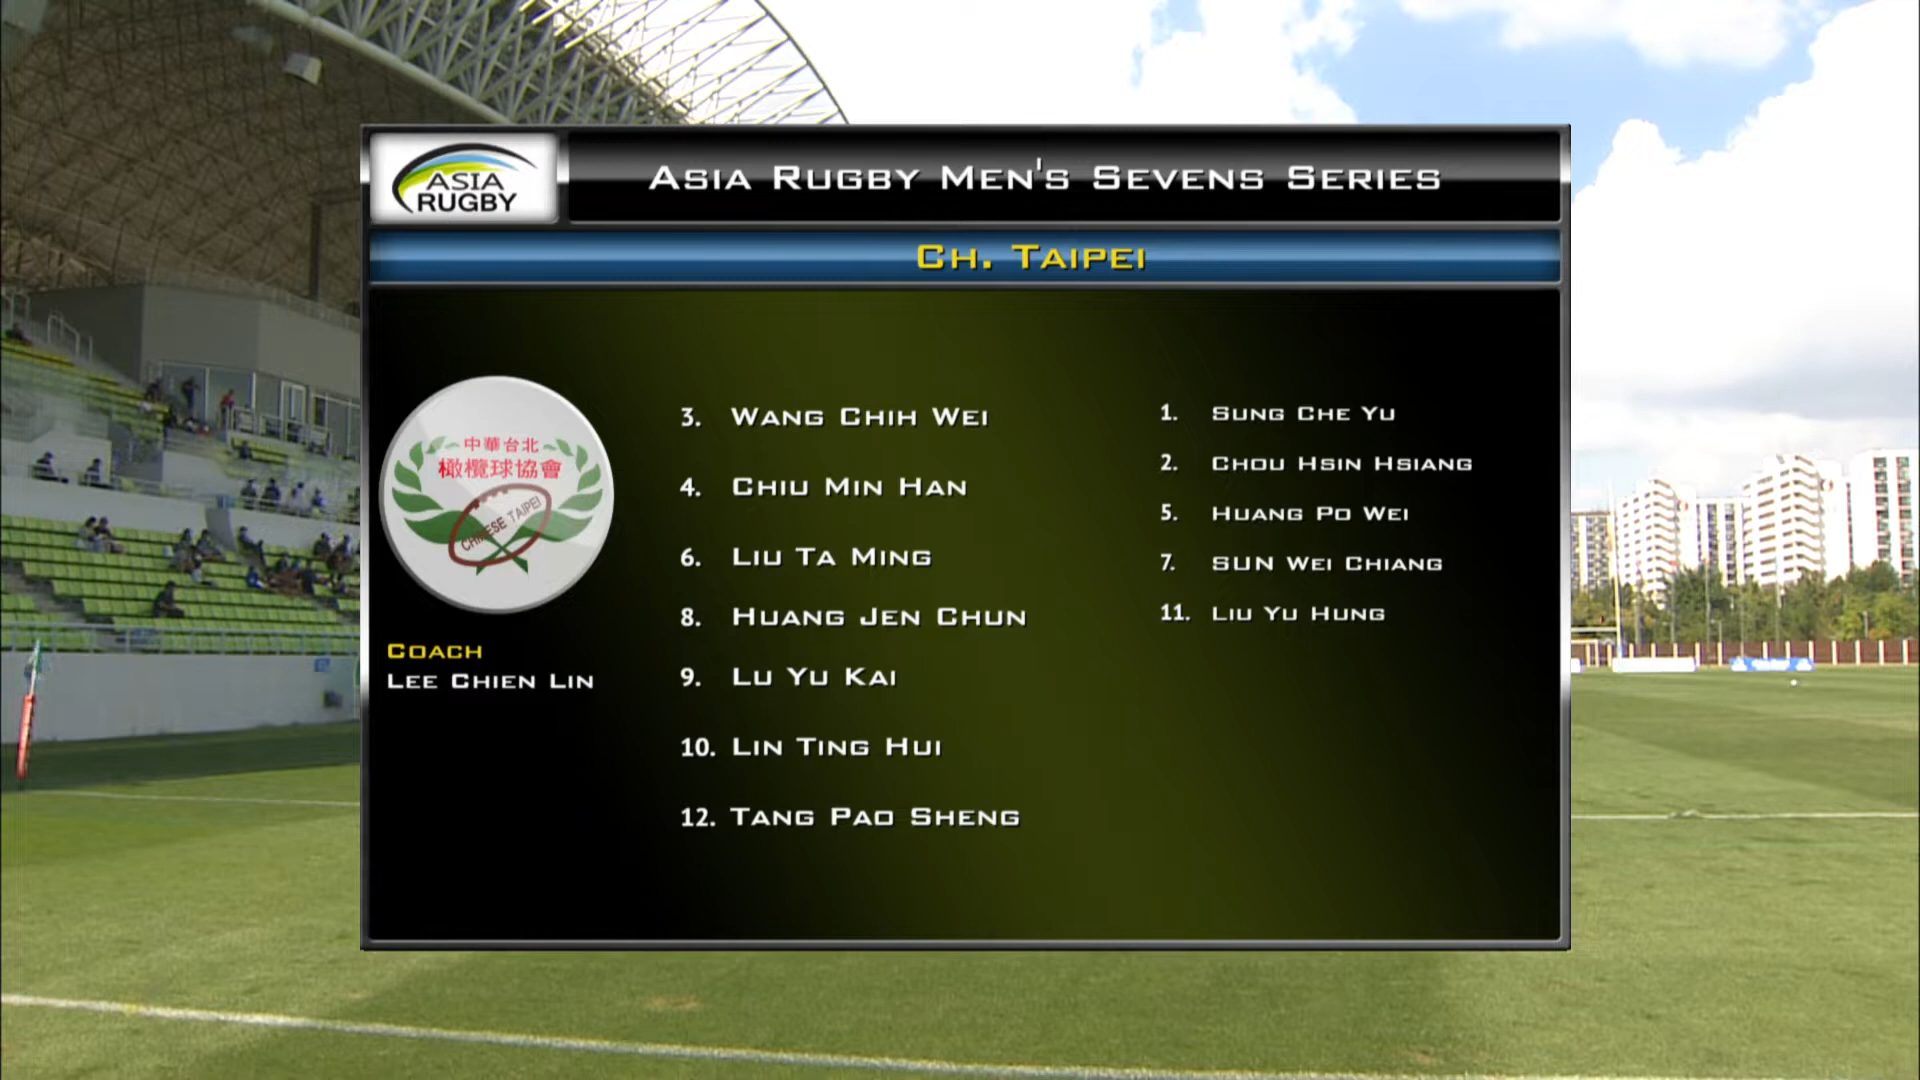 ASIA
RUGBY
ASIA RUGBY MEN'S SEVENS SERIES
CH. TAIPEI
中華台北
橄欖球協會
CHINESE TAIPEI
COACH
LEE CHIEN LIN
3. WANG CHIH WEI
4. CHIU MIN HAN
6. LIU TA MING
8. HUANG JEN CHUN
9. LU YU KAI
10. LIN TING HUI
12. TANG PAO SHENG
1. SUNG CHE YU
2. CHOU HSIN HSIANG
5. HUANG PO WEI
7. SUN WEI CHIANG
11. LIU YU HUNG